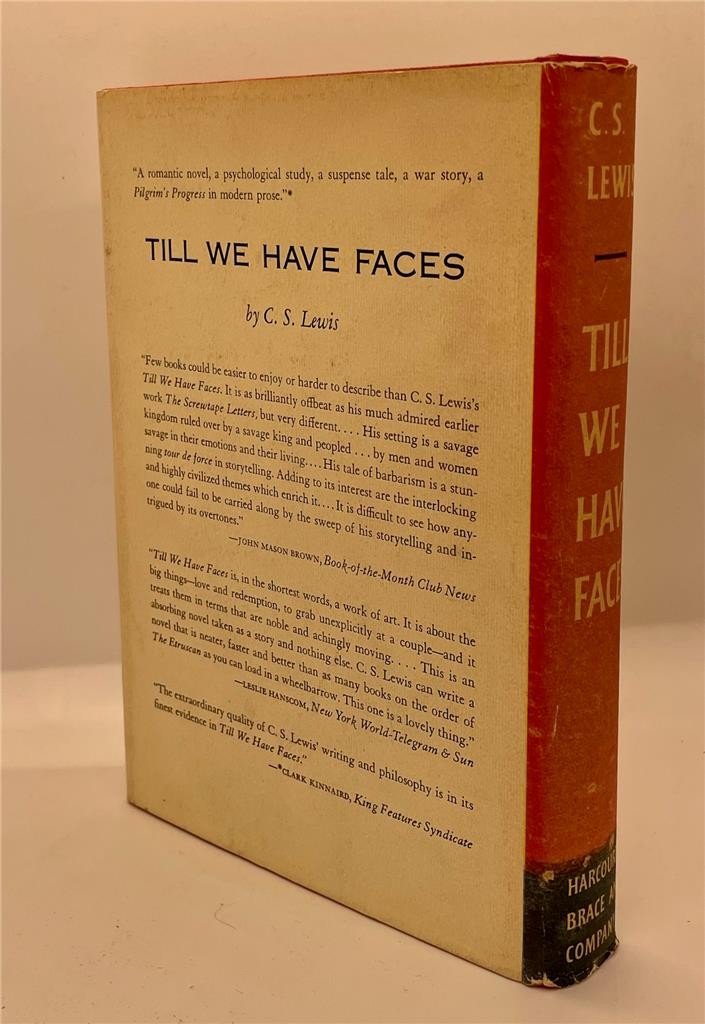 "A romantic novel, a psychological study, a suspense tale, a war story, a
Pilgrim's Progress in modern prose."*
TILL WE HAVE FACES
by C. S. Lewis
"Few books could be easier to enjoy or harder to describe than C. S. Lewis's
Till We Have Faces. It is as brilliantly offbeat as his much admired earlier
work The Screwtape Letters, but very different. . . . His setting is a savage
kingdom ruled over by a savage king and peopled . . . by men and women
savage in their emotions and their living. . . . His tale of barbarism is a stun-
ning tour de force in storytelling. Adding to its interest are the interlocking
and highly civilized themes which enrich it. . . . It is difficult to see how any-
one could fail to be carried along by the sweep of his storytelling and in-
trigued by its overtones."
—JOHN MASON BROWN, Book-of-the-Month Club News
"Till We Have Faces is, in the shortest words, a work of art. It is about the
big things—love and redemption, to grab unexplicitly at a couple—and it
treats them in terms that are noble and achingly moving. . . . This is an
absorbing novel taken as a story and nothing else. C. S. Lewis can write a
novel that is neater, faster and better than as many books on the order of
The Etruscan as you can load in a wheelbarrow. This one is a lovely thing."
—LESLIE HANSCOM, New York World-Telegram & Sun
"The extraordinary quality of C. S. Lewis' writing and philosophy is in its
finest evidence in Till We Have Faces."
—*CLARK KINNAIRD, King Features Syndicate
C. S.
LEWIS
TILL
WE
HAV
FACE
HARCOUR
BRACE A
COMPAN